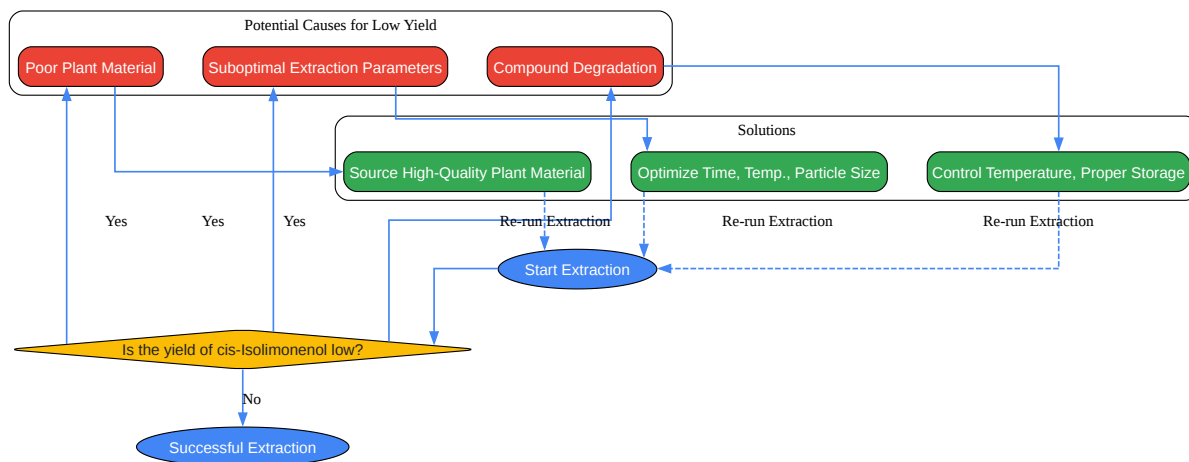 Potential Causes for Low Yield
Poor Plant Material
Suboptimal Extraction Parameters
Compound Degradation
Solutions
Source High-Quality Plant Material
Optimize Time, Temp., Particle Size
Control Temperature, Proper Storage
Yes
Yes
Yes
Re-run Extraction
Re-run Extraction
Re-run Extraction
Start Extraction
Is the yield of cis-Isolimonenol low?
No
Successful Extraction